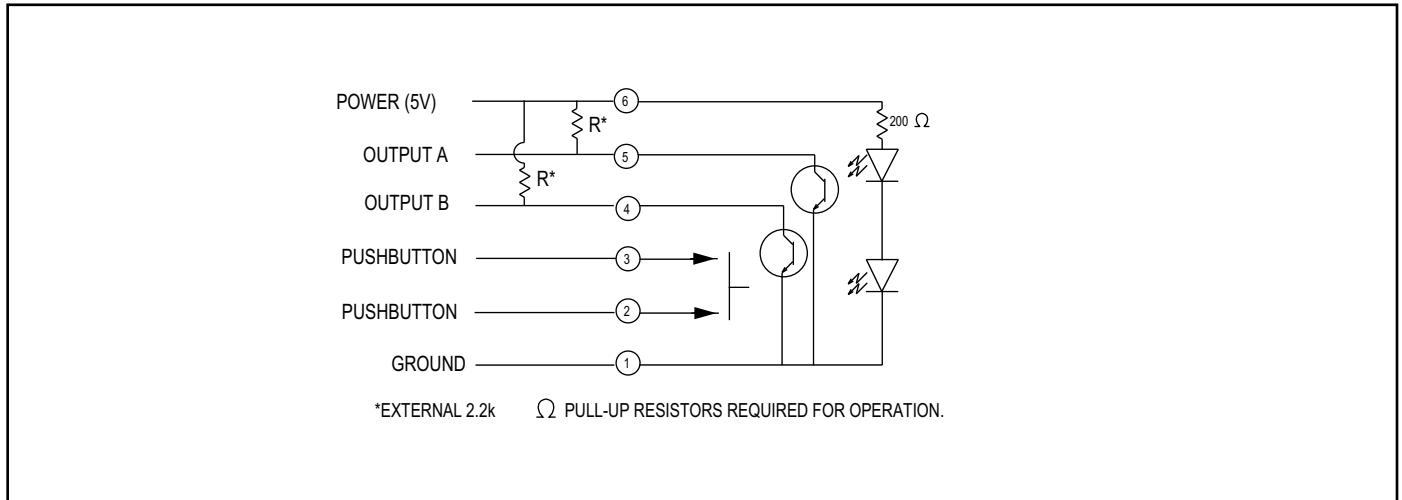 POWER (5V) 6
R* 200 Ω
OUTPUT A 5
R*
OUTPUT B 4
PUSHBUTTON 3
PUSHBUTTON 2
GROUND 1
*EXTERNAL 2.2k Ω PULL-UP RESISTORS REQUIRED FOR OPERATION.